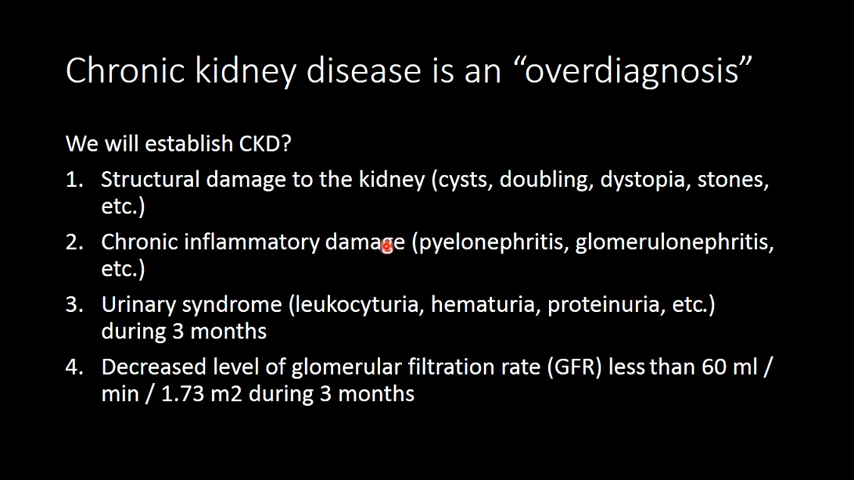 Chronic kidney disease is an “overdiagnosis”
We will establish CKD?
1. Structural damage to the kidney (cysts, doubling, dystopia, stones,
etc.)
2. Chronic inflammatory damage (pyelonephritis, glomerulonephritis,
etc.)
3. Urinary syndrome (leukocyturia, hematuria, proteinuria, etc.)
during 3 months
4. Decreased level of glomerular filtration rate (GFR) less than 60 ml /
min / 1.73 m2 during 3 months